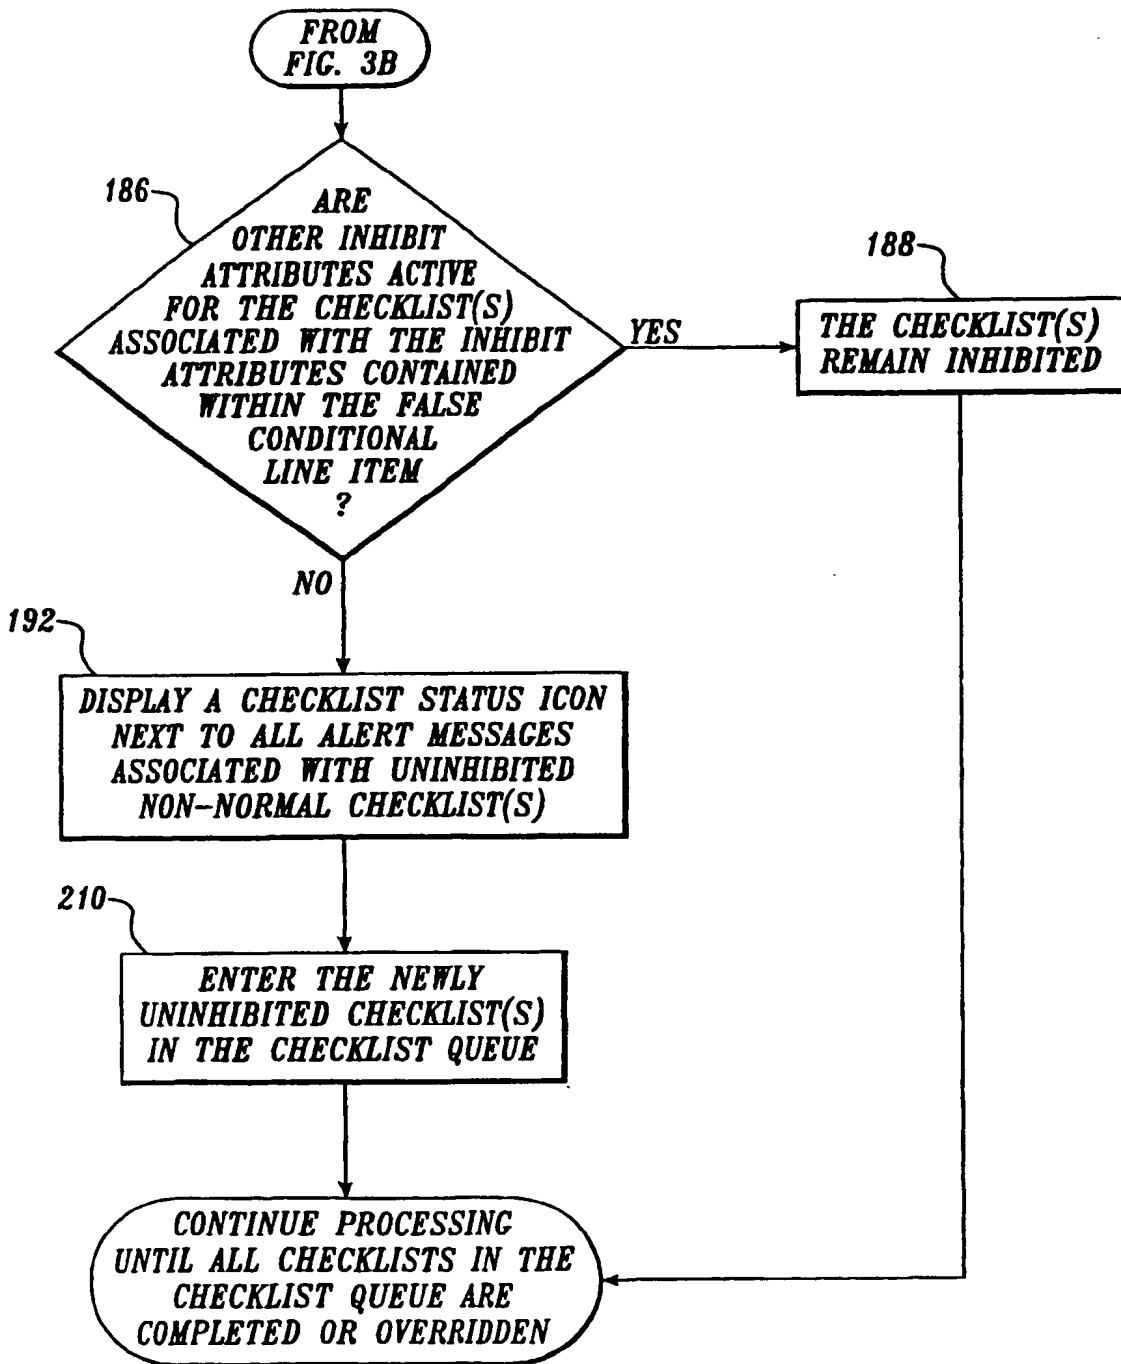 FROM
FIG. 3B
186
ARE
OTHER INHIBIT
ATTRIBUTES ACTIVE
FOR THE CHECKLIST(S)
ASSOCIATED WITH THE INHIBIT
ATTRIBUTES CONTAINED
WITHIN THE FALSE
CONDITIONAL
LINE ITEM
?
YES
188
THE CHECKLIST(S)
REMAIN INHIBITED
NO
192
DISPLAY A CHECKLIST STATUS ICON
NEXT TO ALL ALERT MESSAGES
ASSOCIATED WITH UNINHIBITED
NON-NORMAL CHECKLIST(S)
210
ENTER THE NEWLY
UNINHIBITED CHECKLIST(S)
IN THE CHECKLIST QUEUE
CONTINUE PROCESSING
UNTIL ALL CHECKLISTS IN THE
CHECKLIST QUEUE ARE
COMPLETED OR OVERRIDDEN